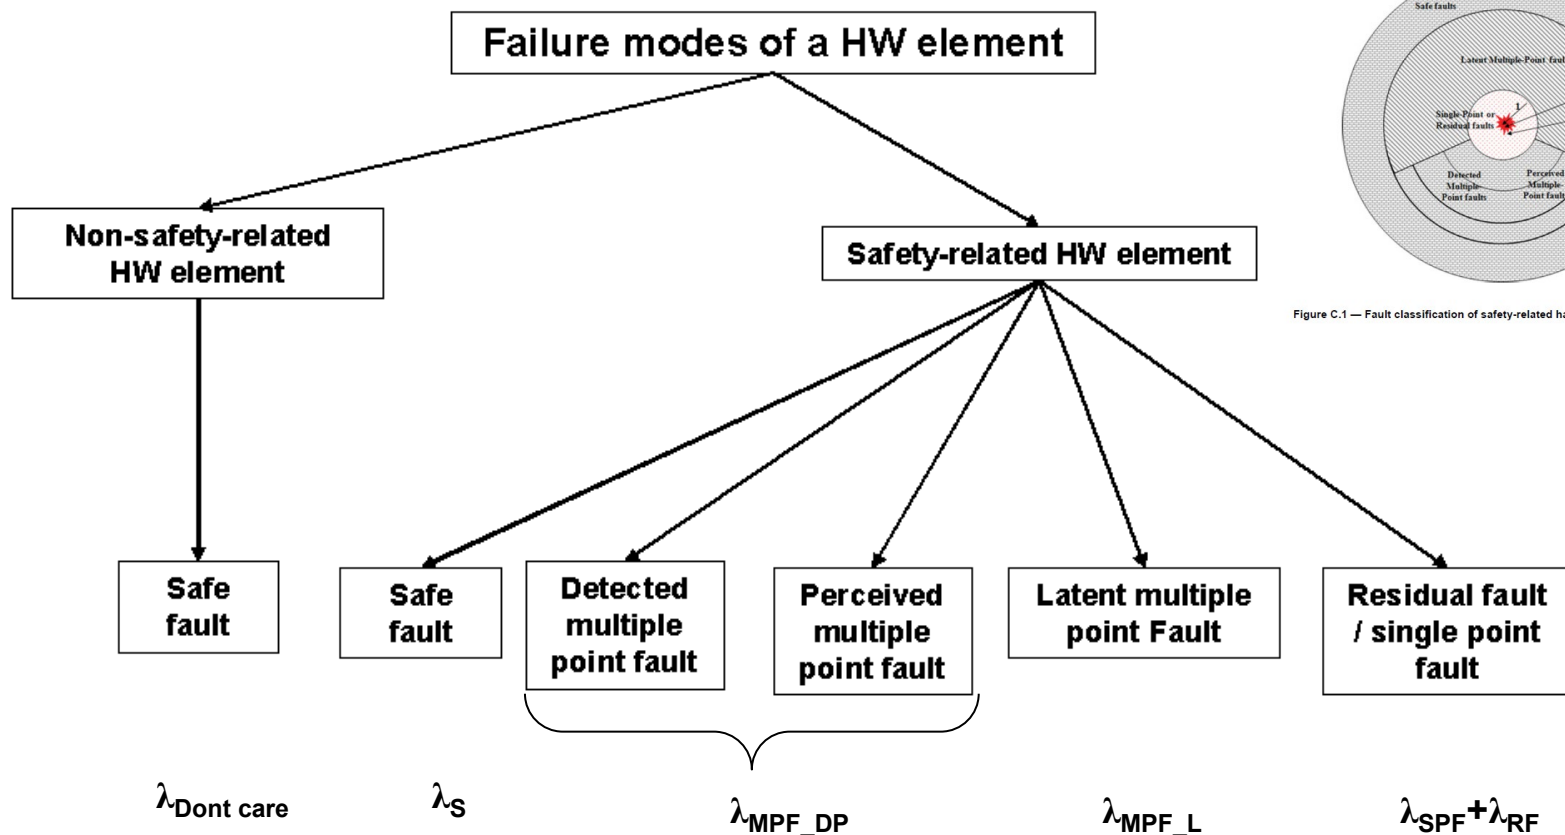 Failure modes of a HW element
Safe faults
Latent Multiple-Point
1
Single-Point or
Residual faults
Detected
Multiple-
Point faults
Perceived
Multiple-
Point
Figure C.1 — Fault classification of safety-related
Non-safety-related
HW element
Safety-related HW element
Safe
fault
Safe
fault
Detected
multiple
point fault
Perceived
multiple
point fault
Latent multiple
point Fault
Residual fault
/ single point
fault
λDont care
λS
λMPF_DP
λMPF_L
λSPF+λRF